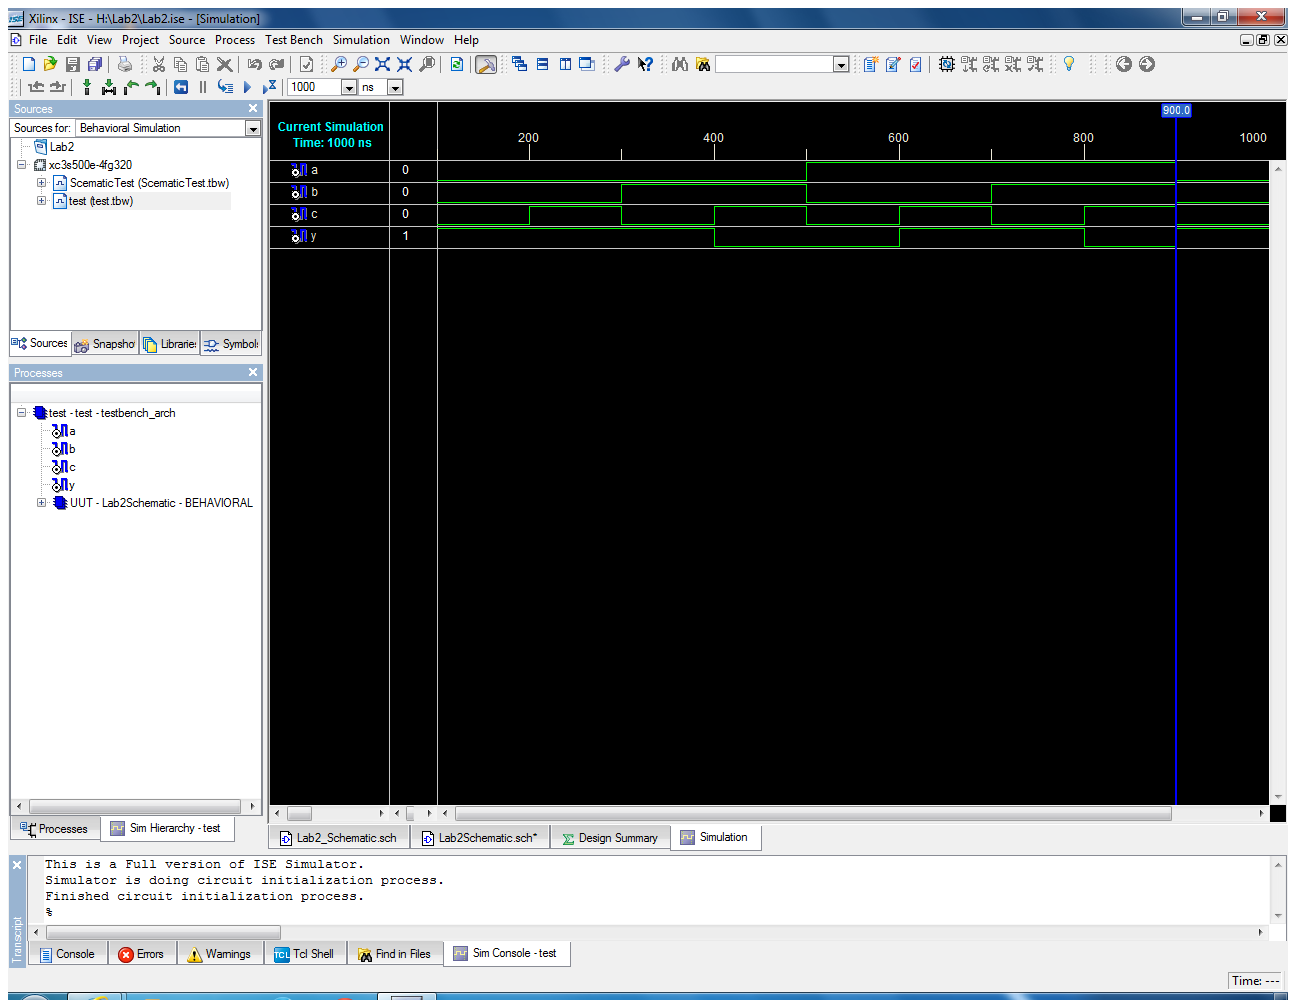 Xilinx - ISE - H:\Lab2\Lab2.ise - [Simulation]
File Edit View Project Source Process Test Bench Simulation Window Help
1000 ns
Sources
Sources for: Behavioral Simulation
Lab2
xc3s500e-4fg320
ScematicTest (ScematicTest.tbw)
test (test.tbw)
Sources Snapsho Librarie Symbol
Processes
test - test - testbench_arch
a
b
c
y
UUT - Lab2Schematic - BEHAVIORAL
Processes Sim Hierarchy - test
900.0
Current Simulation
Time: 1000 ns
200 400 600 800 1000
a 0
b 0
c 0
y 1
Lab2_Schematic.sch Lab2Schematic.sch* Design Summary Simulation
This is a Full version of ISE Simulator.
Simulator is doing circuit initialization process.
Finished circuit initialization process.
%
Transcript
Console Errors Warnings TCL Tcl Shell Find in Files Sim Console - test
Time: ---